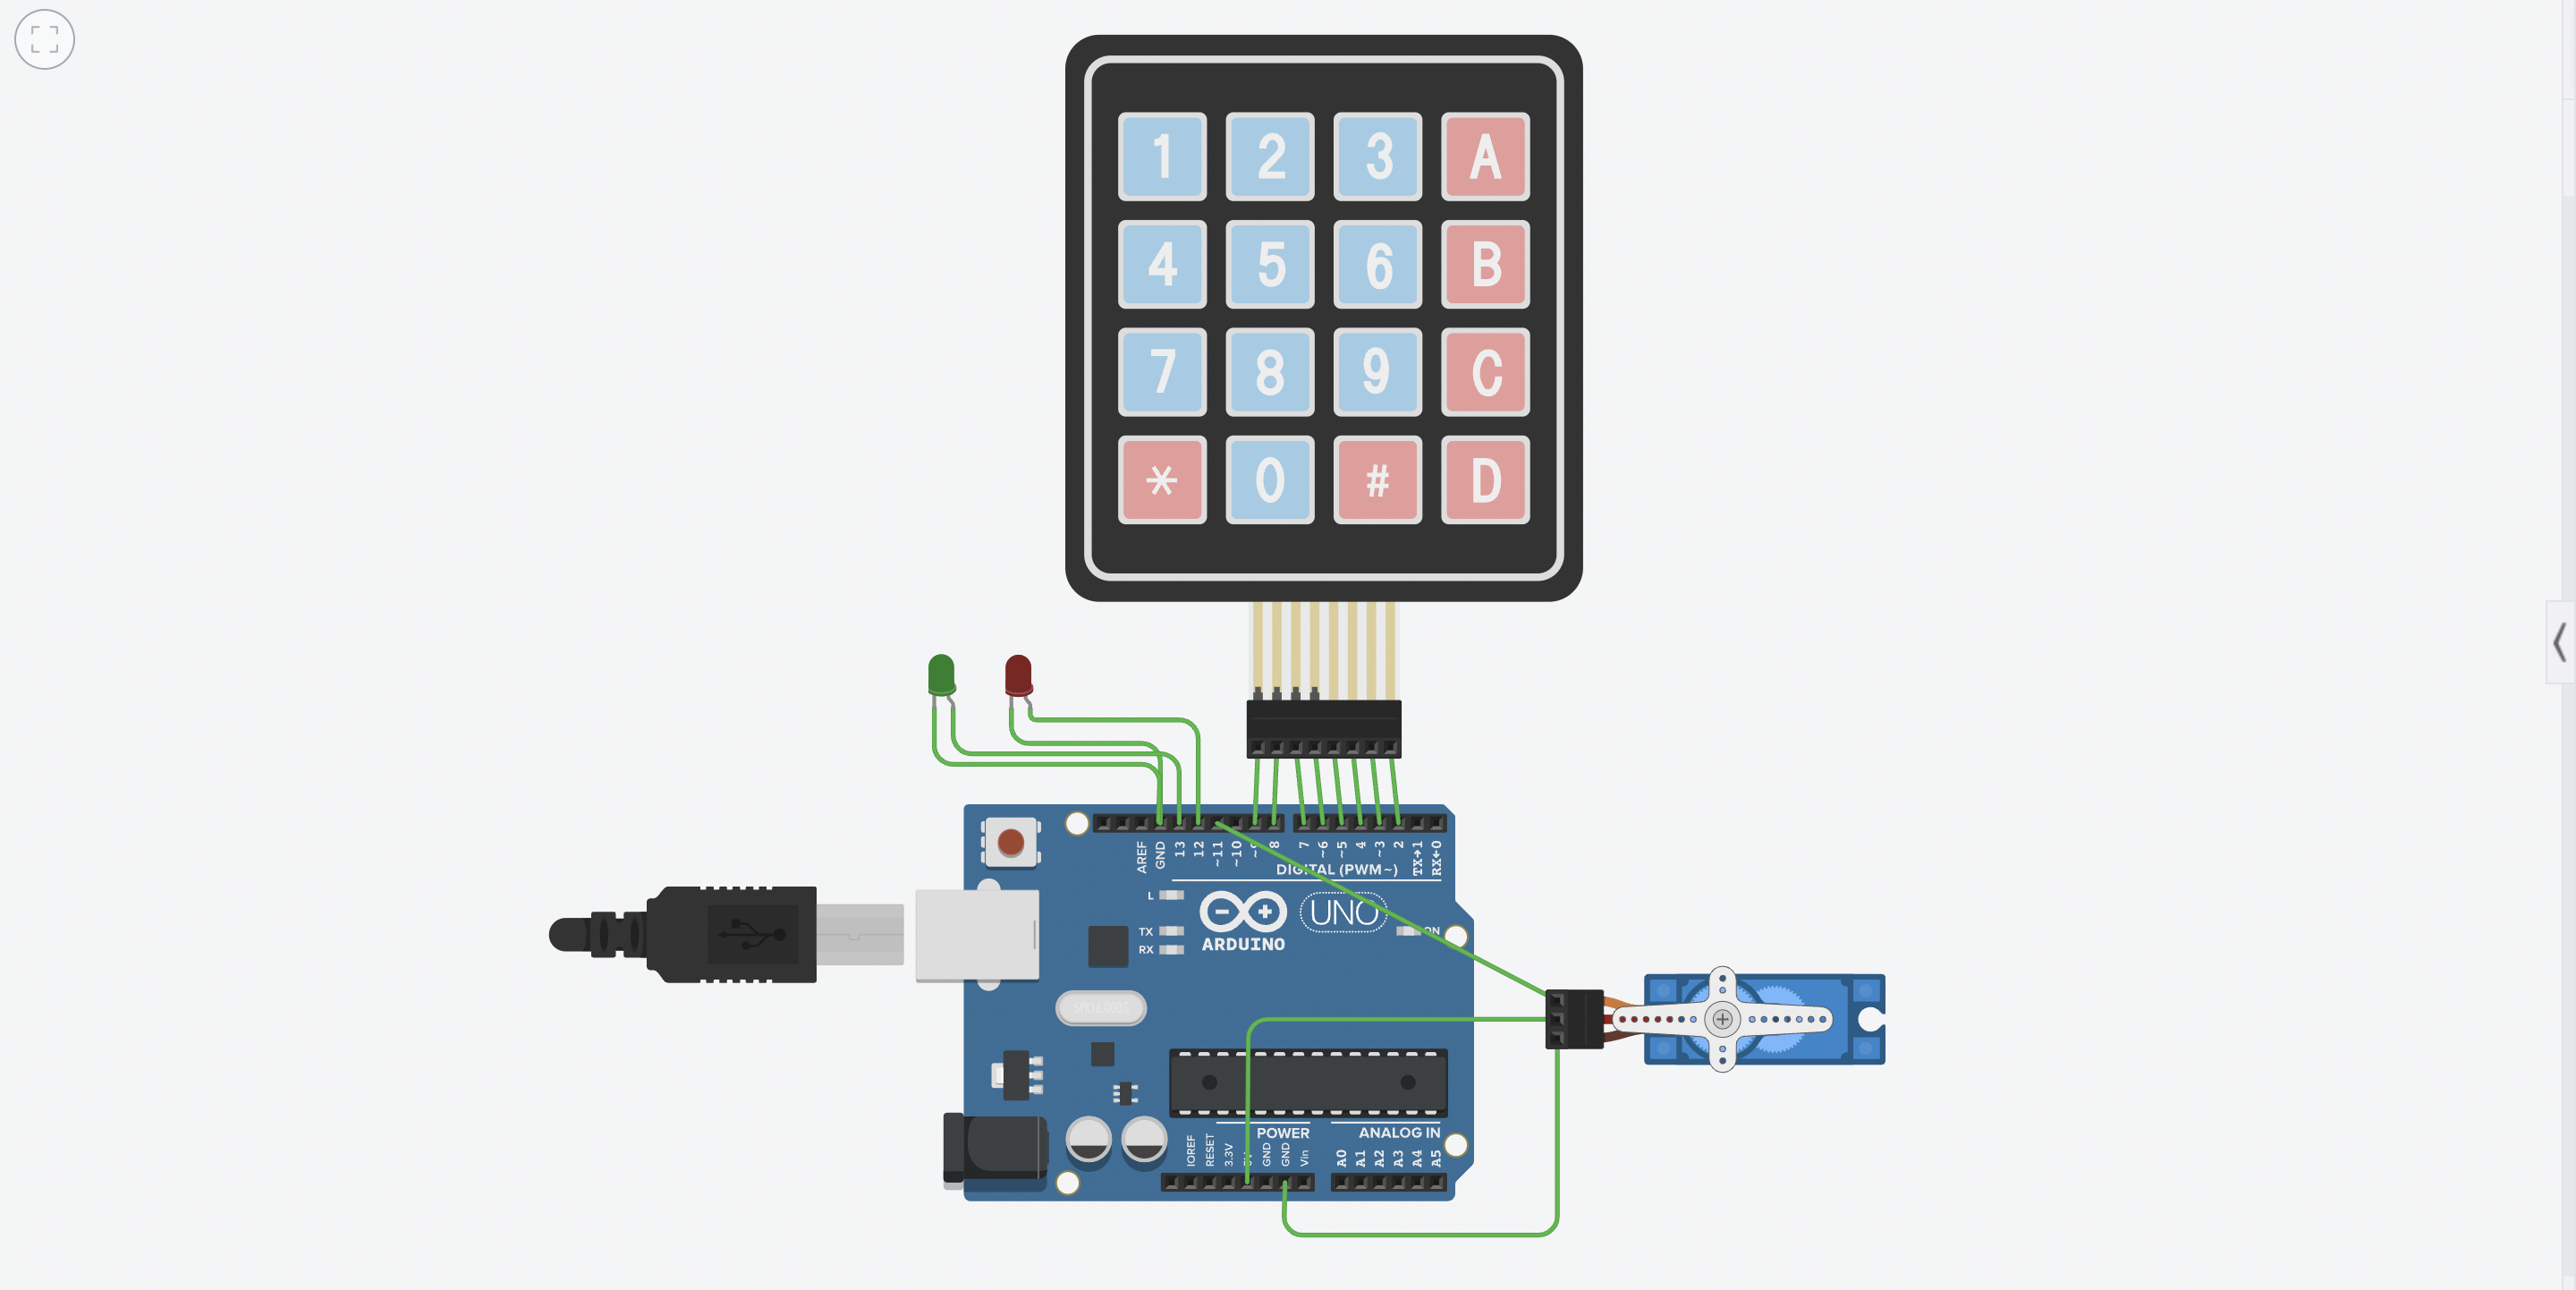 1 2 3 A
4 5 6 B
7 8 9 C
* 0 # D
AREF GND 13 12 ~11 ~10 8 7 ~6 ~5 4 ~3 2 TX→1 RX←0
DIGITAL (PWM~)
L
UNO
TX
ON
RX
ARDUINO
SPK16.000G
POWER
ANALOG IN
IOREF RESET 3.3V GND GND Vin A0 A1 A2 A3 A4 A5